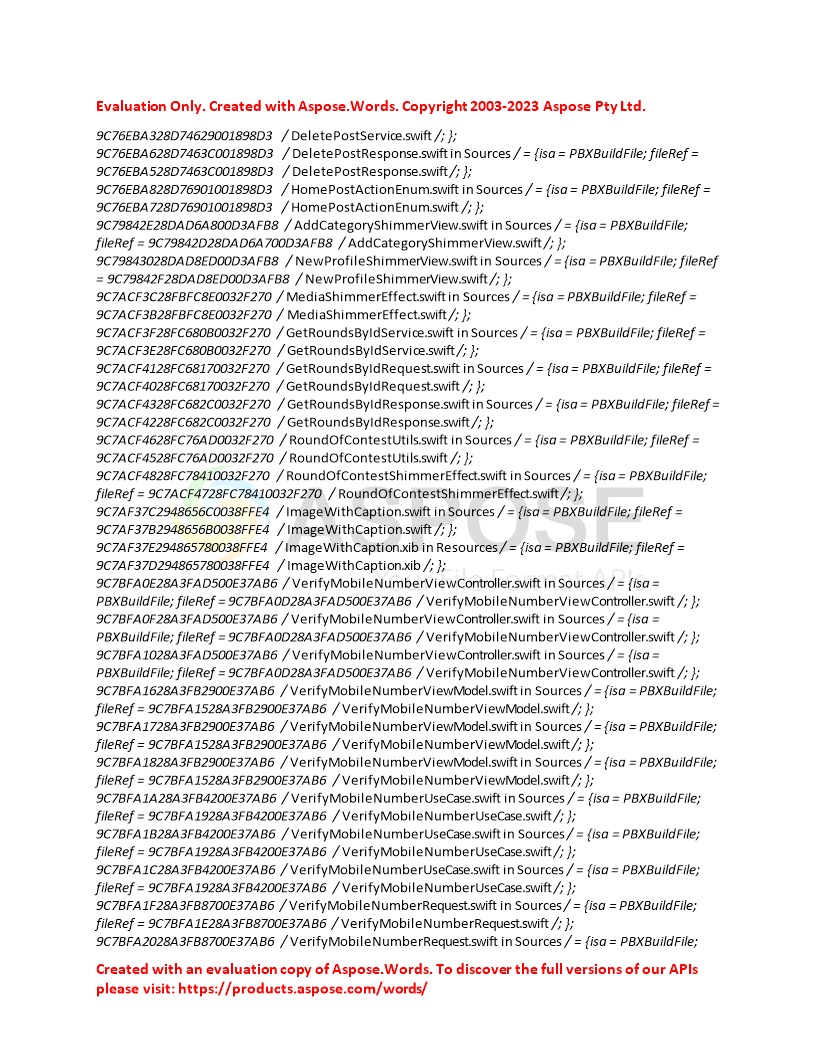 Evaluation Only. Created with Aspose.Words. Copyright 2003-2023 Aspose Pty Ltd.
9C76EBA328D74629001898D3 / DeletePostService.swift /; };
9C76EBA628D7463C001898D3 / DeletePostResponse.swift in Sources / = {isa = PBXBuildFile; fileRef =
9C76EBA528D7463C001898D3 / DeletePostResponse.swift /; };
9C76EBA828D76901001898D3 / HomePostActionEnum.swift in Sources / = {isa = PBXBuildFile; fileRef =
9C76EBA728D76901001898D3 / HomePostActionEnum.swift /; };
9C79842E28DAD6A800D3AFB8 / AddCategoryShimmerView.swift in Sources / = {isa = PBXBuildFile;
fileRef = 9C79842D28DAD6A700D3AFB8 / AddCategoryShimmerView.swift /; };
9C79843028DAD8ED00D3AFB8 / NewProfileShimmerView.swift in Sources / = {isa = PBXBuildFile; fileRef
= 9C79842F28DAD8ED00D3AFB8 / NewProfileShimmerView.swift /; };
9C7ACF3C28FBFC8E0032F270 / MediaShimmerEffect.swift in Sources / = {isa = PBXBuildFile; fileRef =
9C7ACF3B28FBFC8E0032F270 / MediaShimmerEffect.swift /; };
9C7ACF3F28FC680B0032F270 / GetRoundsByIdService.swift in Sources / = {isa = PBXBuildFile; fileRef =
9C7ACF3E28FC680B0032F270 / GetRoundsByIdService.swift /; };
9C7ACF4128FC68170032F270 / GetRoundsByIdRequest.swift in Sources / = {isa = PBXBuildFile; fileRef =
9C7ACF4028FC68170032F270 / GetRoundsByIdRequest.swift /; };
9C7ACF4328FC682C0032F270 / GetRoundsByIdResponse.swift in Sources / = {isa = PBXBuildFile; fileRef =
9C7ACF4228FC682C0032F270 / GetRoundsByIdResponse.swift /; };
9C7ACF4628FC76AD0032F270 / RoundOfContestUtils.swift in Sources / = {isa = PBXBuildFile; fileRef =
9C7ACF4528FC76AD0032F270 / RoundOfContestUtils.swift /; };
9C7ACF4828FC78410032F270 / RoundOfContestShimmerEffect.swift in Sources / = {isa = PBXBuildFile;
fileRef = 9C7ACF4728FC78410032F270 / RoundOfContestShimmerEffect.swift /; };
9C7AF37C2948656C0038FFE4 / ImageWithCaption.swift in Sources / = {isa = PBXBuildFile; fileRef =
9C7AF37B2948656B0038FFE4 / ImageWithCaption.swift /; };
9C7AF37E294865780038FFE4 / ImageWithCaption.xib in Resources / = {isa = PBXBuildFile; fileRef =
9C7AF37D294865780038FFE4 / ImageWithCaption.xib /; };
9C7BFA0E28A3FAD500E37AB6 / VerifyMobileNumberViewController.swift in Sources / = {isa =
PBXBuildFile; fileRef = 9C7BFA0D28A3FAD500E37AB6 / VerifyMobileNumberViewController.swift /; };
9C7BFA0F28A3FAD500E37AB6 / VerifyMobileNumberViewController.swift in Sources / = {isa =
PBXBuildFile; fileRef = 9C7BFA0D28A3FAD500E37AB6 / VerifyMobileNumberViewController.swift /; };
9C7BFA1028A3FAD500E37AB6 / VerifyMobileNumberViewController.swift in Sources / = {isa =
PBXBuildFile; fileRef = 9C7BFA0D28A3FAD500E37AB6 / VerifyMobileNumberViewController.swift /; };
9C7BFA1628A3FB2900E37AB6 / VerifyMobileNumberViewModel.swift in Sources / = {isa = PBXBuildFile;
fileRef = 9C7BFA1528A3FB2900E37AB6 / VerifyMobileNumberViewModel.swift /; };
9C7BFA1728A3FB2900E37AB6 / VerifyMobileNumberViewModel.swift in Sources / = {isa = PBXBuildFile;
fileRef = 9C7BFA1528A3FB2900E37AB6 / VerifyMobileNumberViewModel.swift /; };
9C7BFA1828A3FB2900E37AB6 / VerifyMobileNumberViewModel.swift in Sources / = {isa = PBXBuildFile;
fileRef = 9C7BFA1528A3FB2900E37AB6 / VerifyMobileNumberViewModel.swift /; };
9C7BFA1A28A3FB4200E37AB6 / VerifyMobileNumberUseCase.swift in Sources / = {isa = PBXBuildFile;
fileRef = 9C7BFA1928A3FB4200E37AB6 / VerifyMobileNumberUseCase.swift /; };
9C7BFA1B28A3FB4200E37AB6 / VerifyMobileNumberUseCase.swift in Sources / = {isa = PBXBuildFile;
fileRef = 9C7BFA1928A3FB4200E37AB6 / VerifyMobileNumberUseCase.swift /; };
9C7BFA1C28A3FB4200E37AB6 / VerifyMobileNumberUseCase.swift in Sources / = {isa = PBXBuildFile;
fileRef = 9C7BFA1928A3FB4200E37AB6 / VerifyMobileNumberUseCase.swift /; };
9C7BFA1F28A3FB8700E37AB6 / VerifyMobileNumberRequest.swift in Sources / = {isa = PBXBuildFile;
fileRef = 9C7BFA1E28A3FB8700E37AB6 / VerifyMobileNumberRequest.swift /; };
9C7BFA2028A3FB8700E37AB6 / VerifyMobileNumberRequest.swift in Sources / = {isa = PBXBuildFile;
ASPOSE
Your File Format APIs
Created with an evaluation copy of Aspose.Words. To discover the full versions of our APIs
please visit: https://products.aspose.com/words/